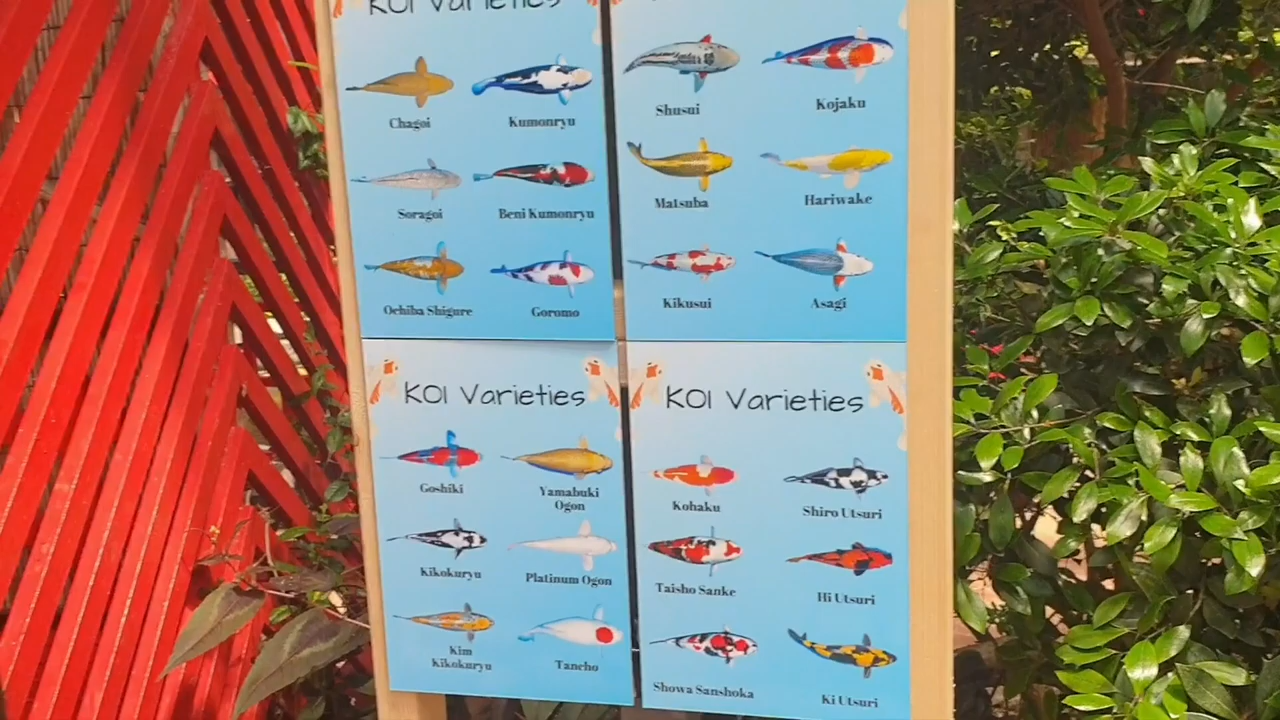 KOI Varieties
Chagoi
Kumonryu
Soragoi
Beni Kumonryu
Ochiba Shigure
Goromo
Shusui
Kojaku
Matsuba
Hariwake
Kikusui
Asagi
KOI Varieties
Goshiki
Yamabuki
Ogon
Kikokuryu
Platinum Ogon
Kim
Kikokuryu
Tancho
KOI Varieties
Kohaku
Shiro Utsuri
Taisho Sanke
Hi Utsuri
Showa Sanshoka
Ki Utsuri